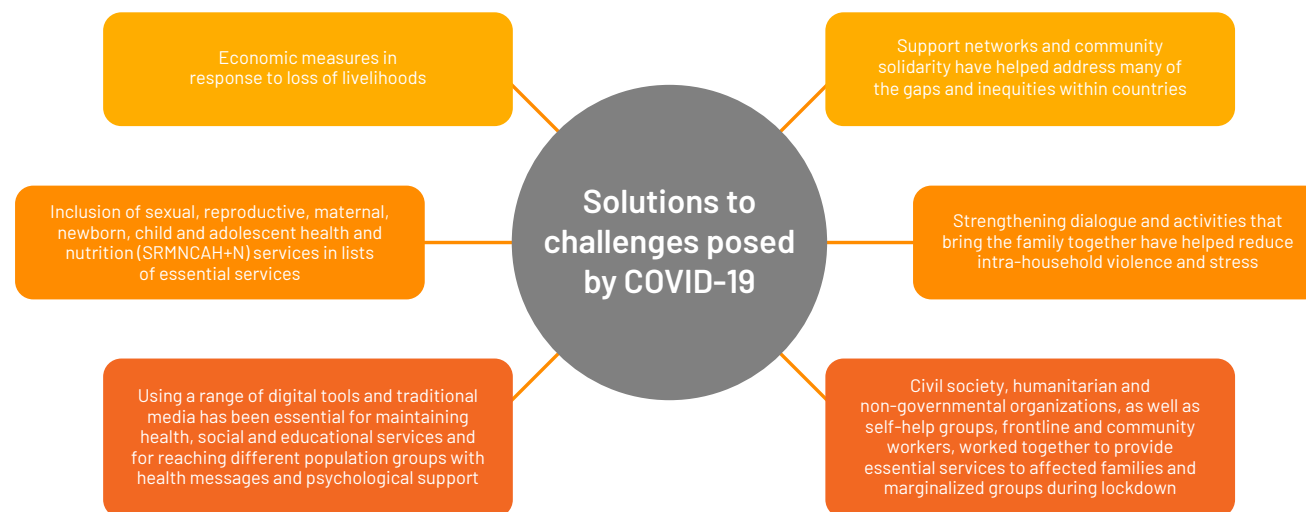 Economic measures in
response to loss of livelihoods
Support networks and community
solidarity have helped address many of
the gaps and inequities within countries
Solutions to
challenges posed
by COVID-19
Inclusion of sexual, reproductive, maternal,
newborn, child and adolescent health and
nutrition (SRMNCAH+N) services in lists
of essential services
Strengthening dialogue and activities that
bring the family together have helped reduce
intra-household violence and stress
Using a range of digital tools and traditional
media has been essential for maintaining
health, social and educational services and
for reaching different population groups with
health messages and psychological support
Civil society, humanitarian and
non-governmental organizations, as well as
self-help groups, frontline and community
workers, worked together to provide
essential services to affected families and
marginalized groups during lockdown